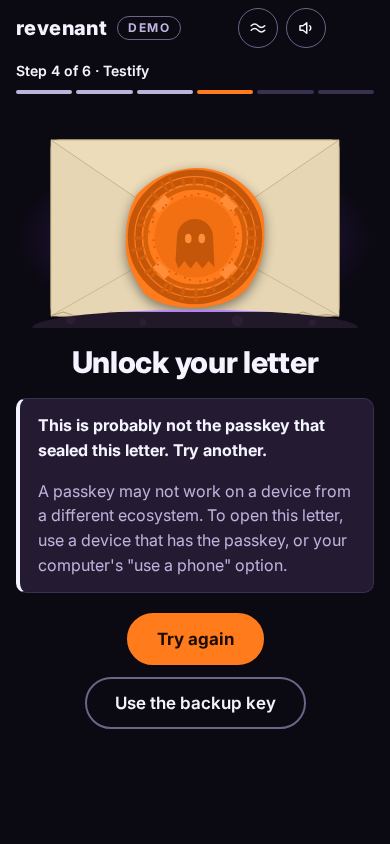 revenant DEMO
Step 4 of 6 · Testify
Unlock your letter
This is probably not the passkey that
sealed this letter. Try another.
A passkey may not work on a device from
a different ecosystem. To open this letter,
use a device that has the passkey, or your
computer's "use a phone" option.
Try again
Use the backup key